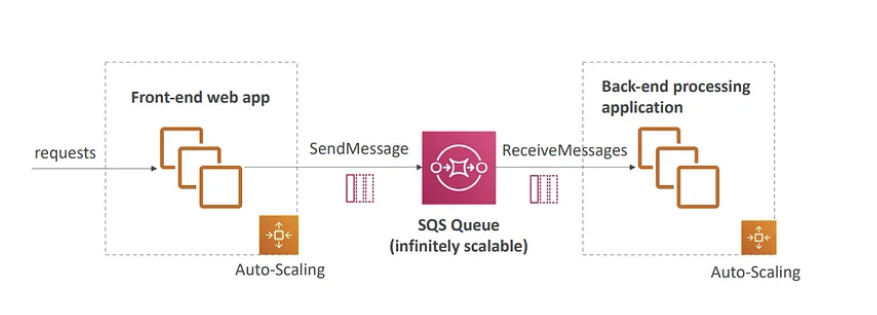 Front-end web app
Back-end processing
application
requests
SendMessage
ReceiveMessages
SQS Queue
(infinitely scalable)
Auto-Scaling
Auto-Scaling